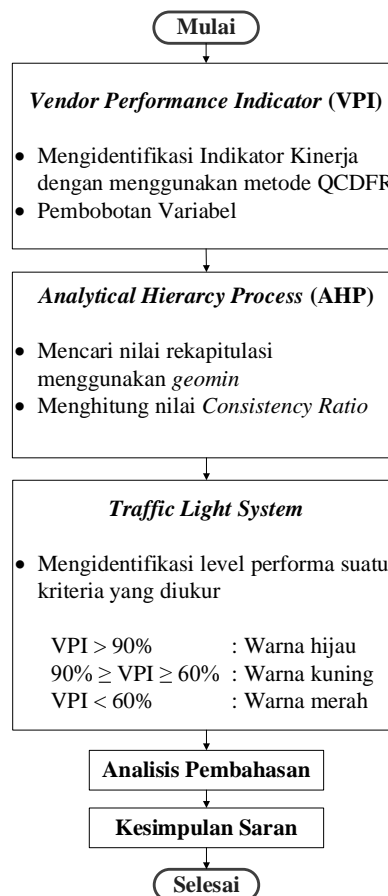 Mulai
Vendor Performance Indicator (VPI)
• Mengidentifikasi Indikator Kinerja
dengan menggunakan metode QCDFR
• Pembobotan Variabel
Analytical Hierarcy Process (AHP)
• Mencari nilai rekapitulasi
menggunakan geomin
• Menghitung nilai Consistency Ratio
Traffic Light System
• Mengidentifikasi level performa suatu
kriteria yang diukur
VPI > 90% : Warna hijau
90% ≥ VPI ≥ 60% : Warna kuning
VPI < 60% : Warna merah
Analisis Pembahasan
Kesimpulan Saran
Selesai